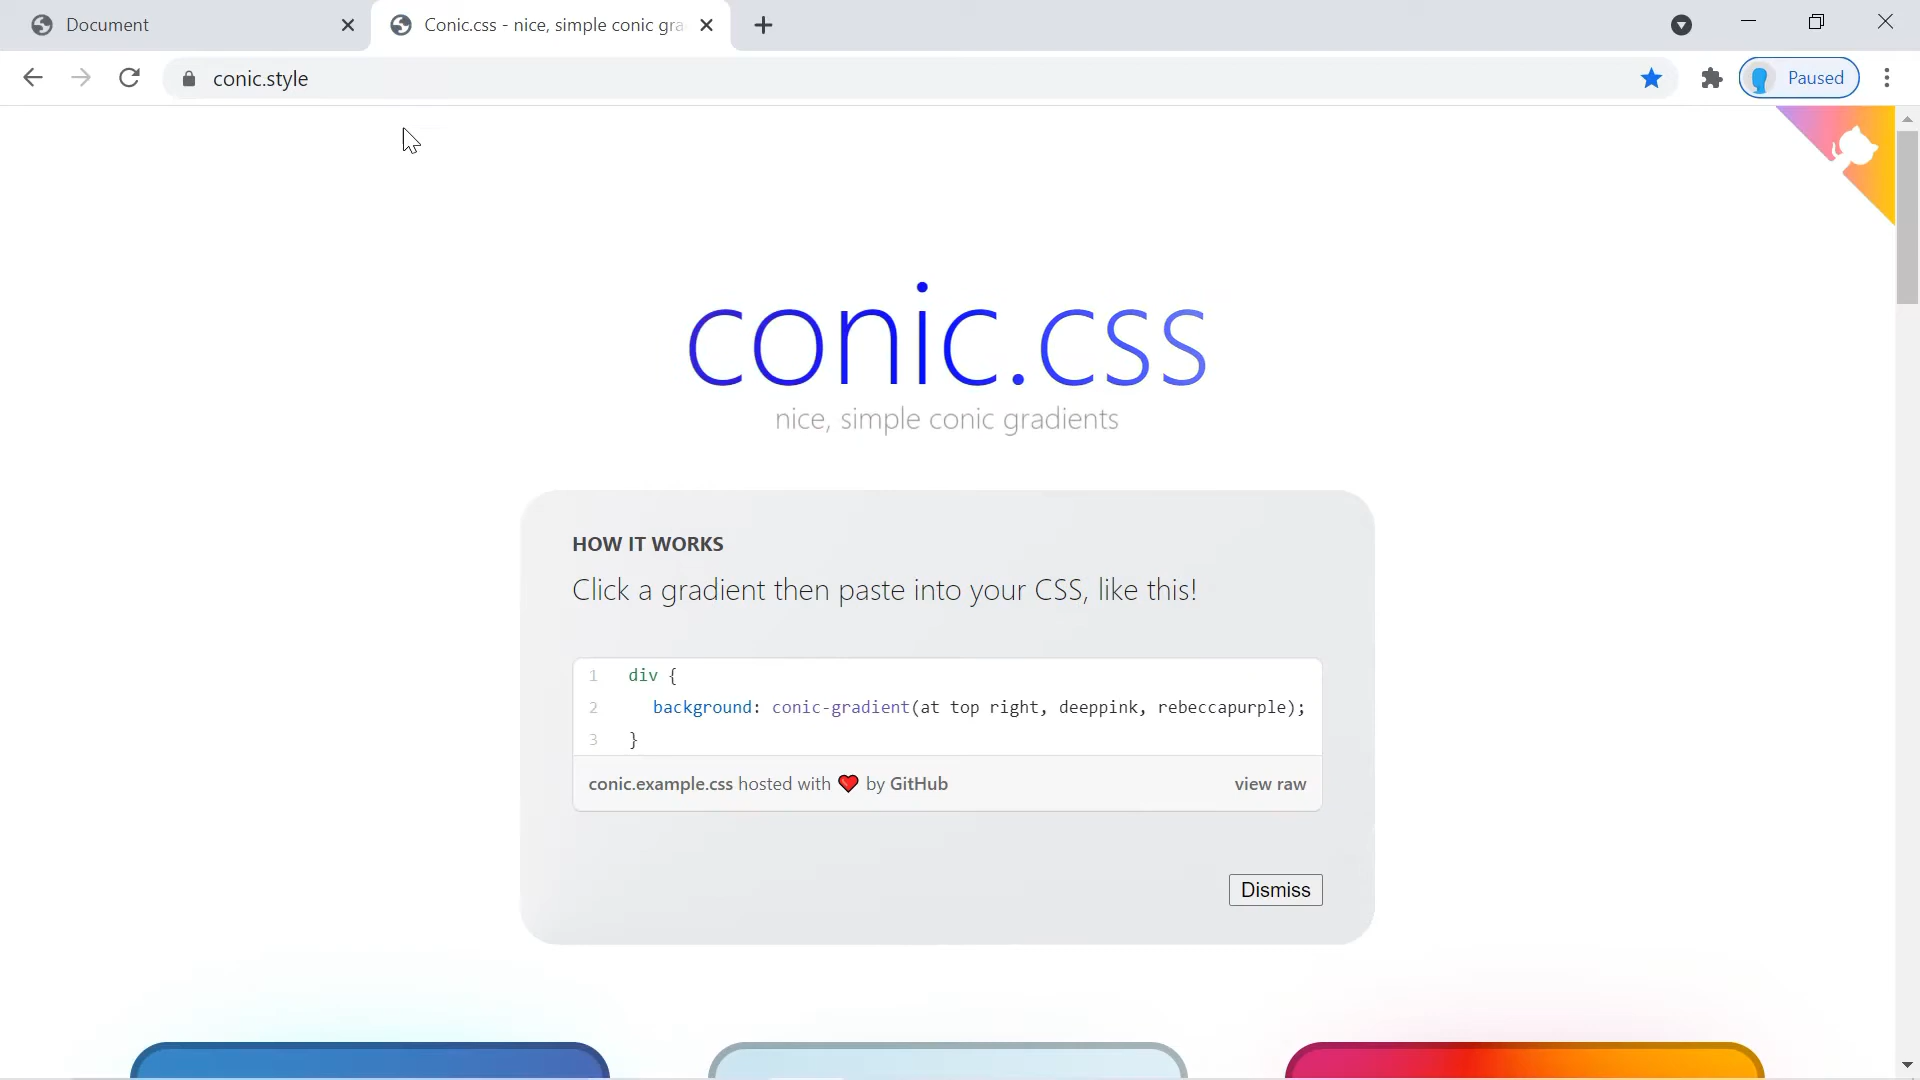 Document
Conic.css - nice, simple conic gra
conic.style
Paused
conic.css
nice, simple conic gradients
HOW IT WORKS
Click a gradient then paste into your CSS, like this!
1 div {
2 background: conic-gradient(at top right, deeppink, rebeccapurple);
3 }
conic.example.css hosted with ❤ by GitHub
view raw
Dismiss